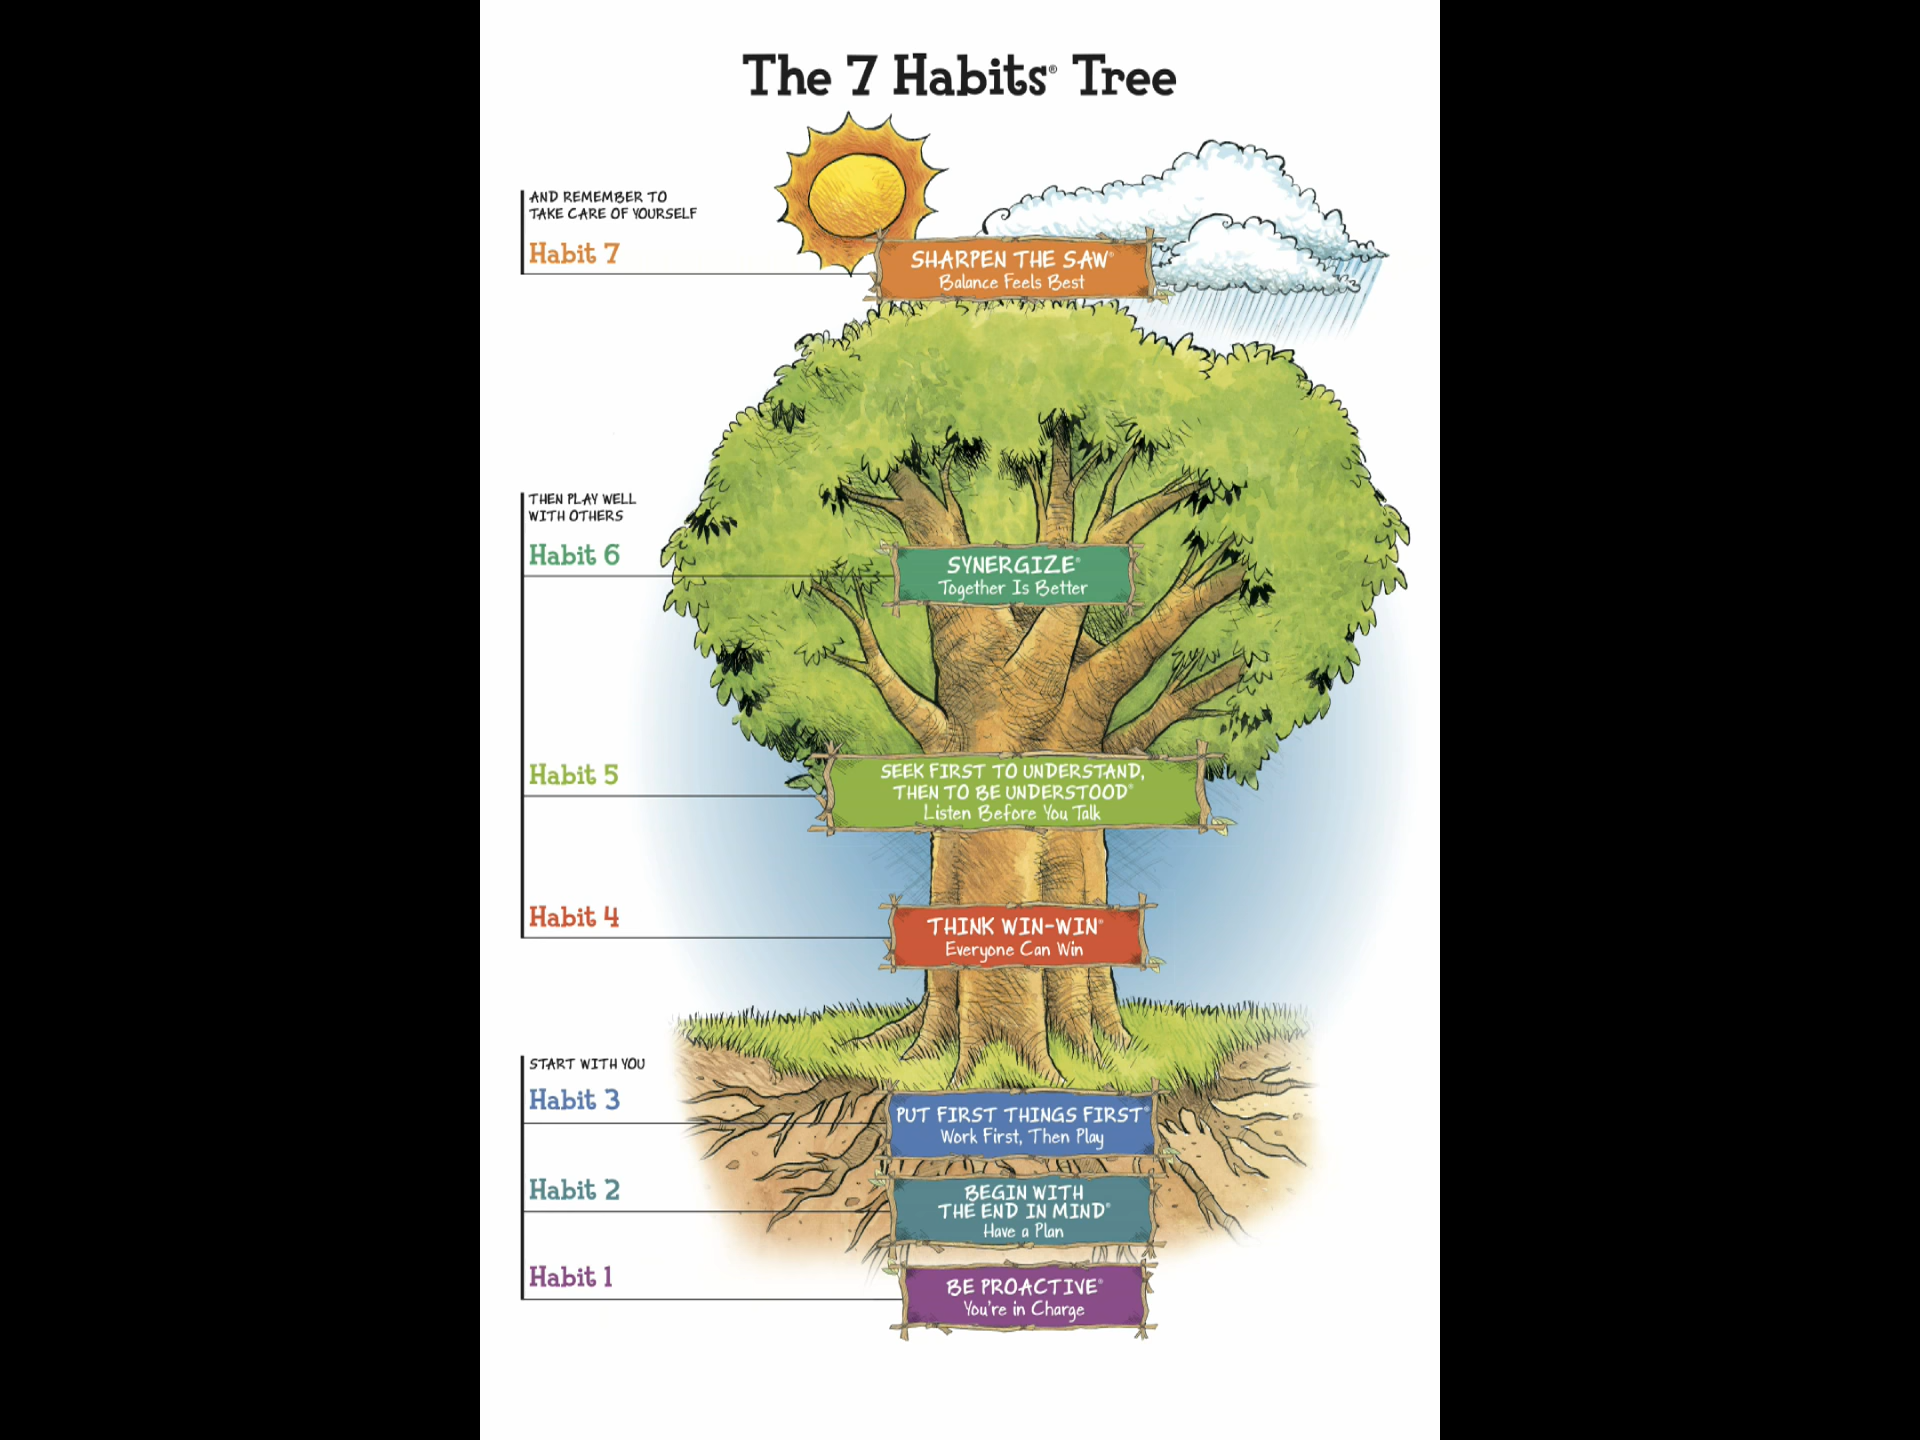 The 7 Habits® Tree
AND REMEMBER TO
TAKE CARE OF YOURSELF
Habit 7
SHARPEN THE SAW®
Balance Feels Best
THEN PLAY WELL
WITH OTHERS
Habit 6
SYNERGIZE®
Together Is Better
Habit 5
SEEK FIRST TO UNDERSTAND,
THEN TO BE UNDERSTOOD®
Listen Before You Talk
Habit 4
THINK WIN-WIN®
Everyone Can Win
START WITH YOU
Habit 3
PUT FIRST THINGS FIRST®
Work First, Then Play
Habit 2
BEGIN WITH
THE END IN MIND®
Have a Plan
Habit 1
BE PROACTIVE®
You're in Charge